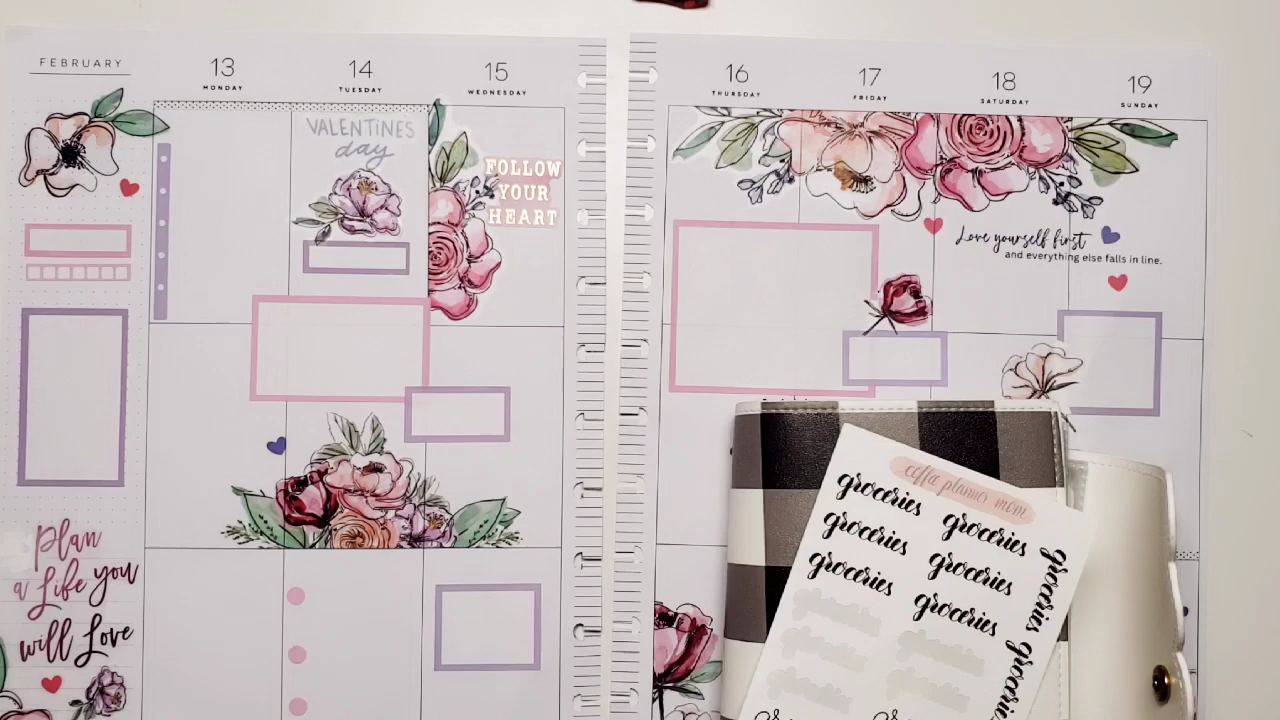 FEBRUARY
13
MONDAY
14
TUESDAY
15
WEDNESDAY
16
THURSDAY
17
FRIDAY
18
SATURDAY
19
SUNDAY
VALENTINES
day
FOLLOW
YOUR
HEART
Love yourself first
and everything else falls in line.
plan
a Life you
will Love
coffee planner mom
groceries
groceries
groceries
groceries
groceries
groceries
groceries
groceries